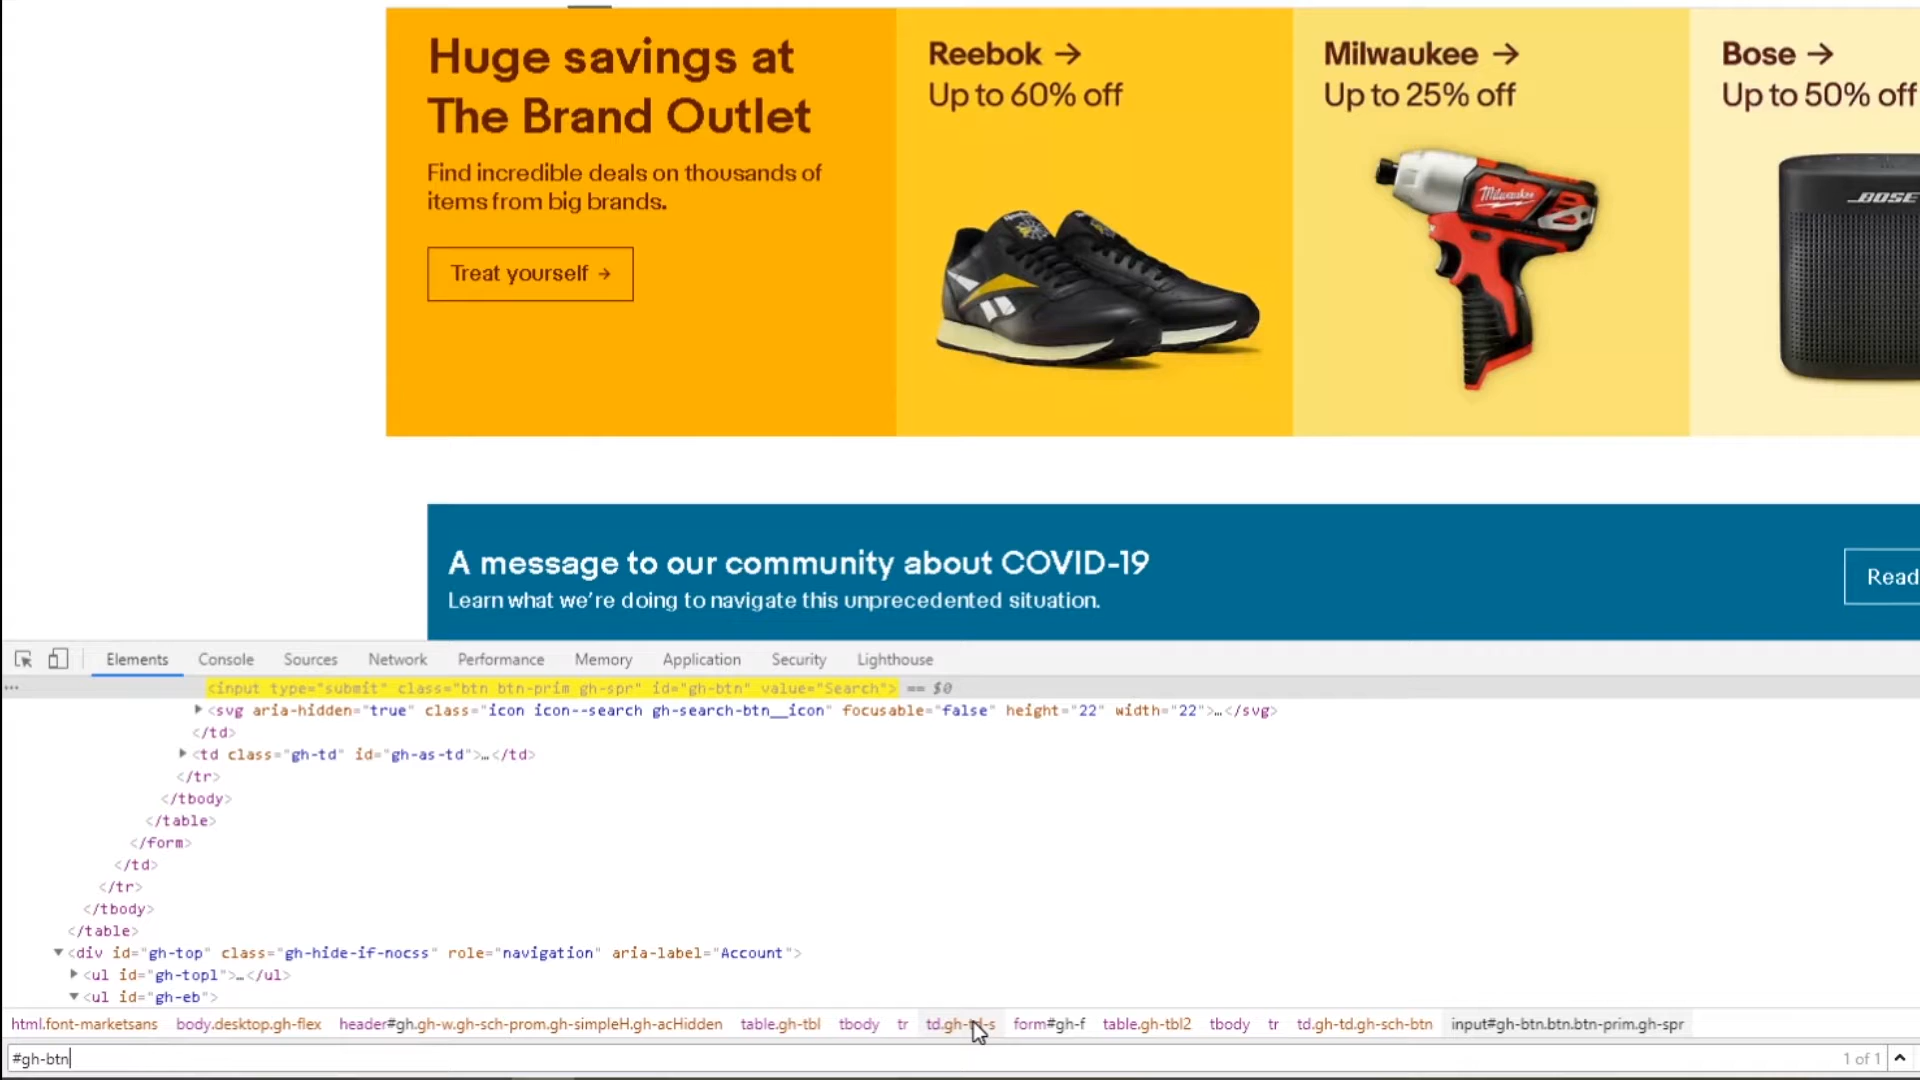 Huge savings at
The Brand Outlet
Find incredible deals on thousands of
items from big brands.
Treat yourself →
Reebok →
Up to 60% off
Milwaukee →
Up to 25% off
Milwaukee
Bose →
Up to 50% off
BOSE
A message to our community about COVID-19
Learn what we're doing to navigate this unprecedented situation.
Read
Elements Console Sources Network Performance Memory Application Security Lighthouse
<input type="submit" class="btn btn-prim gh-spr" id="gh-btn" value="Search"> == $0
<svg aria-hidden="true" class="icon icon--search gh-search-btn__icon" focusable="false" height="22" width="22">…</svg>
</td>
<td class="gh-td" id="gh-as-td">…</td>
</tr>
</tbody>
</table>
</form>
</td>
</tr>
</tbody>
</table>
<div id="gh-top" class="gh-hide-if-nocss" role="navigation" aria-label="Account">
<ul id="gh-topl">…</ul>
<ul id="gh-eb">
html.font-marketsans body.desktop.gh-flex header#gh.gh-w.gh-sch-prom.gh-simpleH.gh-acHidden table.gh-tbl tbody tr td.gh-td-s form#gh-f table.gh-tbl2 tbody tr td.gh-td.gh-sch-btn input#gh-btn.btn.btn-prim.gh-spr
#gh-btn 1 of 1